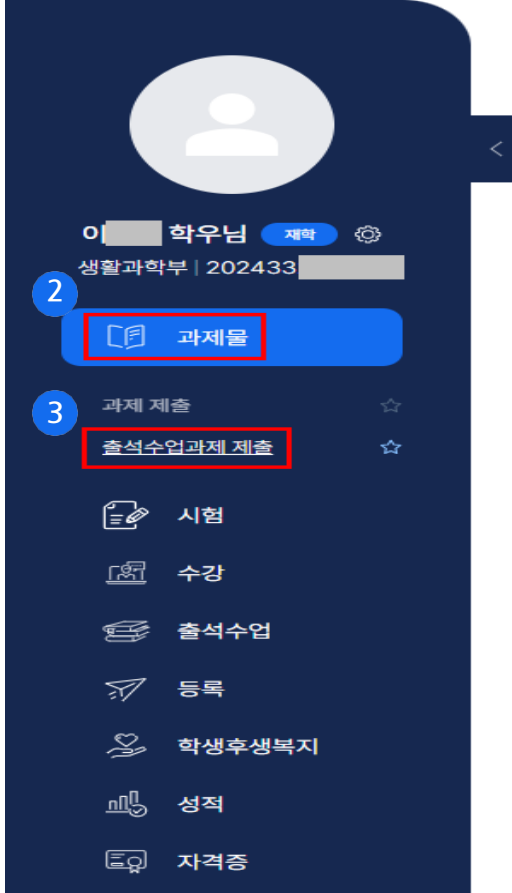 이 학우님 재학
생활과학부 | 202433
2
과제물
3
과제 제출
출석수업과제 제출
시험
수강
출석수업
등록
학생후생복지
성적
자격증